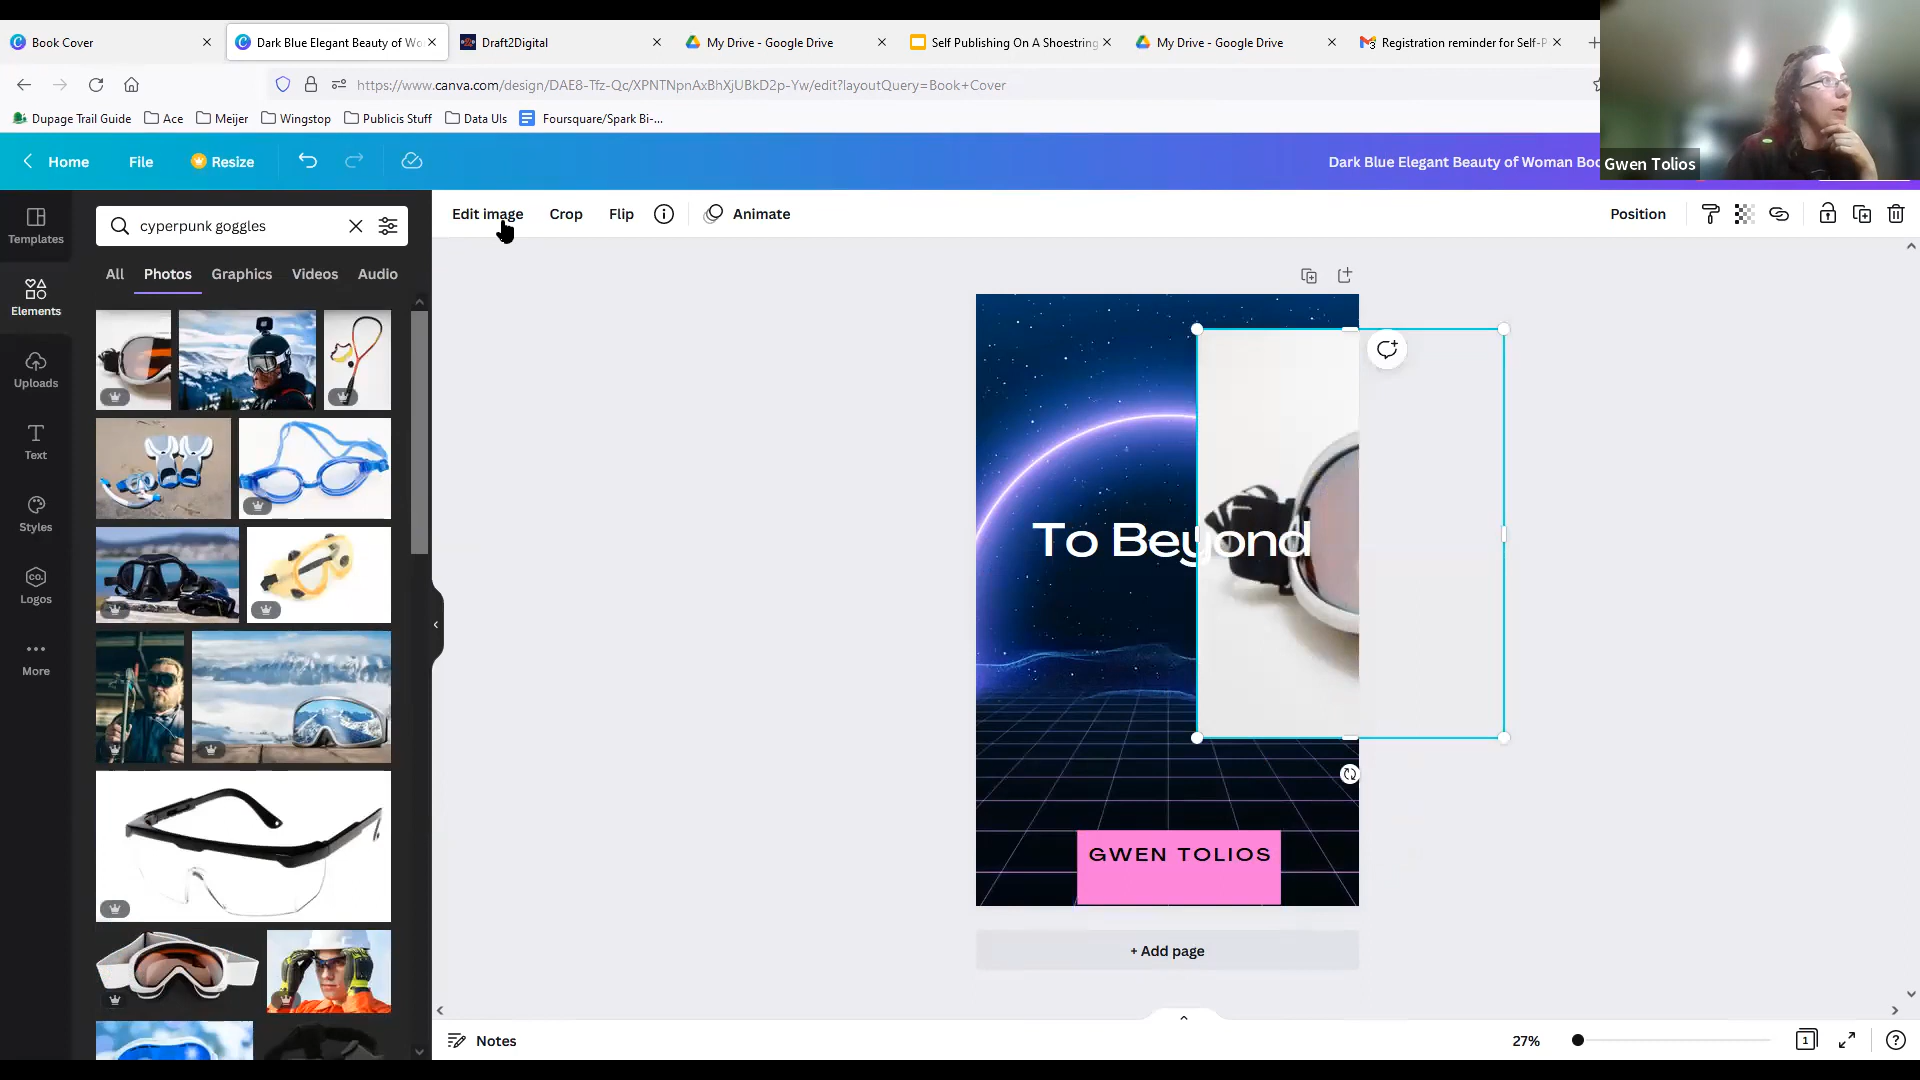 Book Cover
Dark Blue Elegant Beauty of Wo
Draft2Digital
My Drive - Google Drive
Self Publishing On A Shoestring
My Drive - Google Drive
Registration reminder for Self-P
https://www.canva.com/design/DAE8-Tfz-Qc/XPNTNpnAxBhXjUBkD2p-Yw/edit?layoutQuery=Book+Cover
Dupage Trail Guide
Ace
Meijer
Wingstop
Publicis Stuff
Data UIs
Foursquare/Spark Bi-...
Home
File
Resize
Dark Blue Elegant Beauty of Woman Boo
Gwen Tolios
Templates
Elements
Uploads
Text
Styles
co.
Logos
More
cyperpunk goggles
All
Photos
Graphics
Videos
Audio
Edit image
Crop
Flip
Animate
Position
To Beyond
GWEN TOLIOS
+ Add page
Notes
27%
1